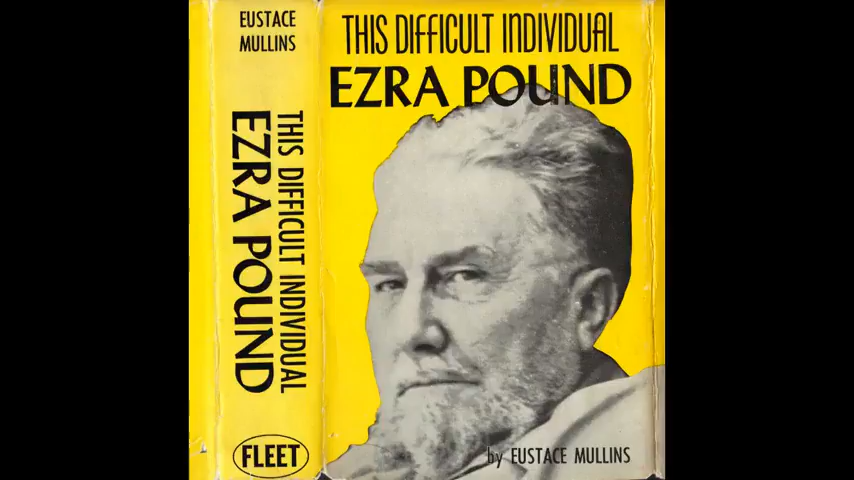 EUSTACE
MULLINS
THIS DIFFICULT INDIVIDUAL
EZRA POUND
FLEET
THIS DIFFICULT INDIVIDUAL
EZRA POUND
by EUSTACE MULLINS